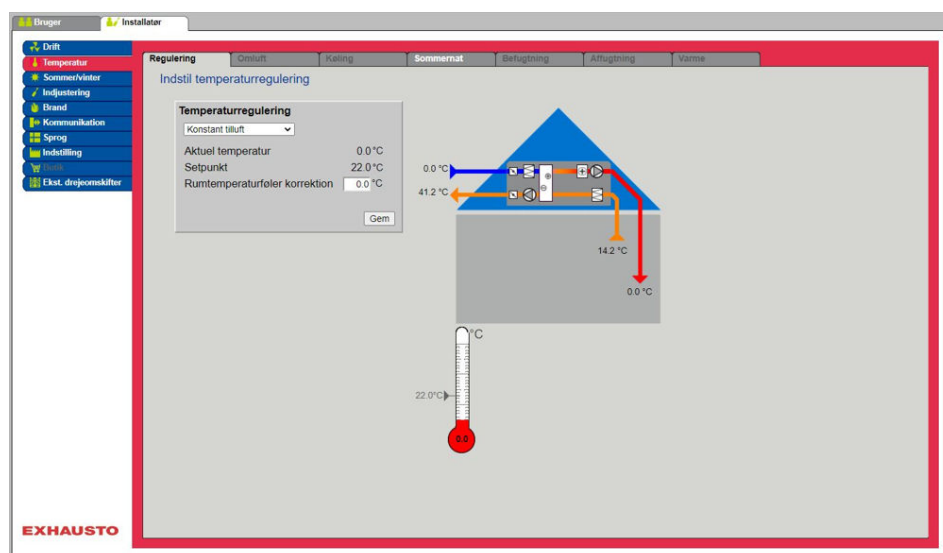 Bruger
Installatør
Drift
Temperatur
Sommer/vinter
Indjustering
Brand
Kommunikation
Sprog
Indstilling
Butik
Ekst. drejeomskifter
Regulering
Omluft
Køling
Sommernat
Befugtning
Affugtning
Varme
Indstil temperaturregulering
Temperaturregulering
Konstant tilluft
Aktuel temperatur 0.0°C
Setpunkt 22.0°C
Rumtemperaturføler korrektion 0.0 °C
Gem
0.0 °C
41.2 °C
14.2 °C
0.0 °C
°C
22.0°C
0.0
EXHAUSTO